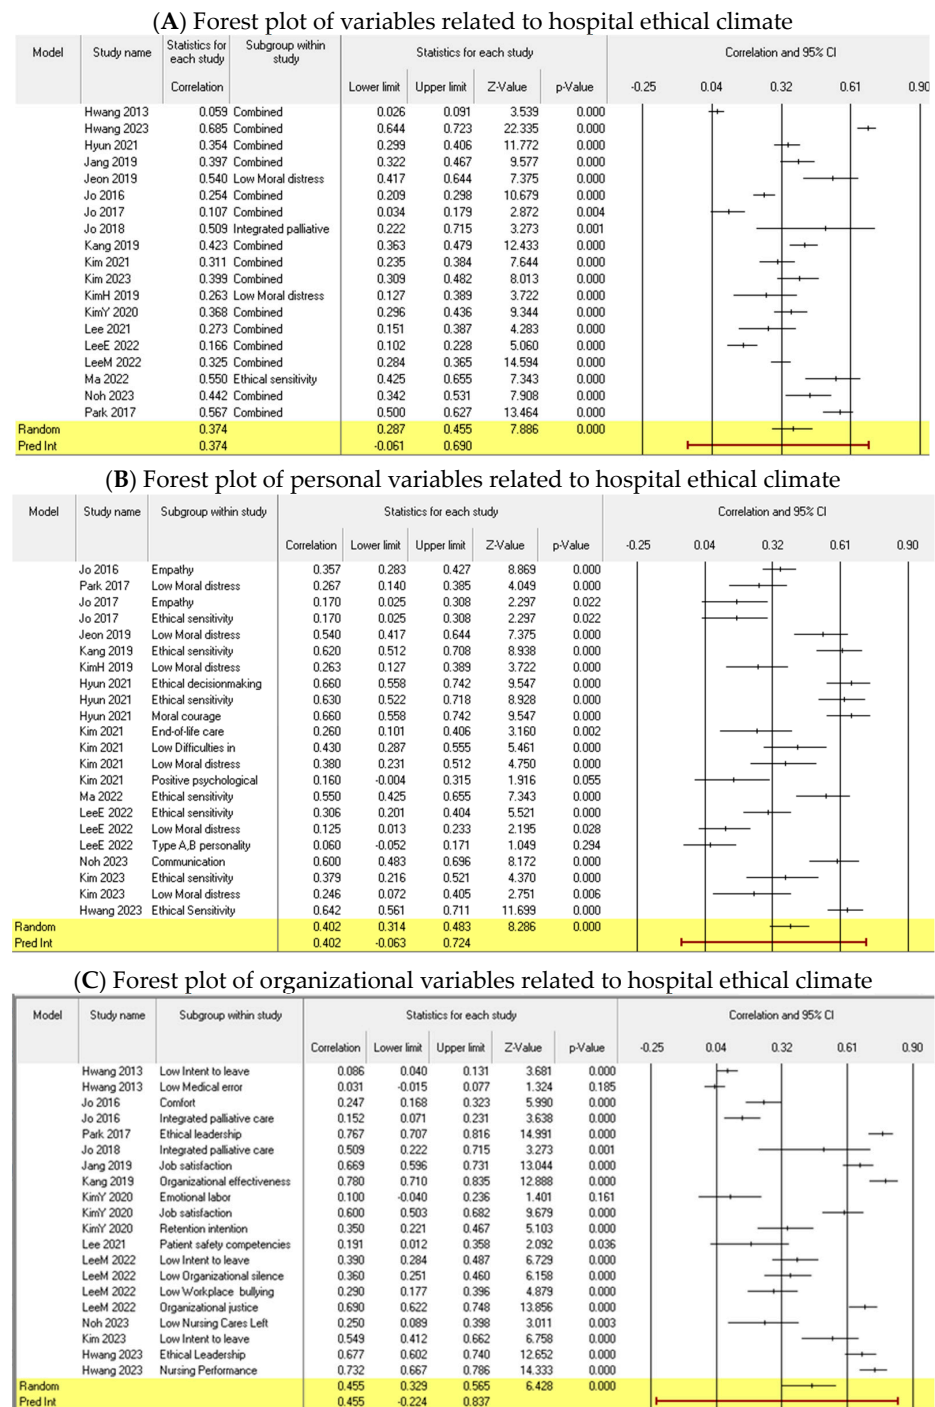 (A) Forest plot of variables related to hospital ethical climate
Model Study name Statistics for each study Subgroup within study Statistics for each study Correlation and 95% CI
Correlation Lower limit Upper limit Z-Value p-Value -0.25 0.04 0.32 0.61 0.90
Hwang 2013 0.059 Combined 0.026 0.091 3.539 0.000
Hwang 2023 0.685 Combined 0.644 0.723 22.335 0.000
Hyun 2021 0.354 Combined 0.299 0.406 11.772 0.000
Jang 2019 0.397 Combined 0.322 0.467 9.577 0.000
Jeon 2019 0.540 Low Moral distress 0.417 0.644 7.375 0.000
Jo 2016 0.254 Combined 0.209 0.298 10.679 0.000
Jo 2017 0.107 Combined 0.034 0.179 2.872 0.004
Jo 2018 0.509 Integrated palliative 0.222 0.715 3.273 0.001
Kang 2019 0.423 Combined 0.363 0.479 12.433 0.000
Kim 2021 0.311 Combined 0.235 0.384 7.644 0.000
Kim 2023 0.399 Combined 0.309 0.482 8.013 0.000
KimH 2019 0.263 Low Moral distress 0.127 0.389 3.722 0.000
KimY 2020 0.368 Combined 0.296 0.436 9.344 0.000
Lee 2021 0.273 Combined 0.151 0.387 4.283 0.000
LeeE 2022 0.166 Combined 0.102 0.228 5.060 0.000
LeeM 2022 0.325 Combined 0.284 0.365 14.594 0.000
Ma 2022 0.550 Ethical sensitivity 0.425 0.655 7.343 0.000
Noh 2023 0.442 Combined 0.342 0.531 7.908 0.000
Park 2017 0.567 Combined 0.500 0.627 13.464 0.000
Random 0.374 0.287 0.455 7.886 0.000
Pred Int 0.374 -0.061 0.690
(B) Forest plot of personal variables related to hospital ethical climate
Model Study name Subgroup within study Statistics for each study Correlation and 95% CI
Correlation Lower limit Upper limit Z-Value p-Value -0.25 0.04 0.32 0.61 0.90
Jo 2016 Empathy 0.357 0.283 0.427 8.869 0.000
Park 2017 Low Moral distress 0.267 0.140 0.385 4.049 0.000
Jo 2017 Empathy 0.170 0.025 0.308 2.297 0.022
Jo 2017 Ethical sensitivity 0.170 0.025 0.308 2.297 0.022
Jeon 2019 Low Moral distress 0.540 0.417 0.644 7.375 0.000
Kang 2019 Ethical sensitivity 0.620 0.512 0.708 8.938 0.000
KimH 2019 Low Moral distress 0.263 0.127 0.389 3.722 0.000
Hyun 2021 Ethical decisionmaking 0.660 0.558 0.742 9.547 0.000
Hyun 2021 Ethical sensitivity 0.630 0.522 0.718 8.928 0.000
Hyun 2021 Moral courage 0.660 0.558 0.742 9.547 0.000
Kim 2021 End-of-life care 0.260 0.101 0.406 3.160 0.002
Kim 2021 Low Difficulties in 0.430 0.287 0.555 5.461 0.000
Kim 2021 Low Moral distress 0.380 0.231 0.512 4.750 0.000
Kim 2021 Positive psychological 0.160 -0.004 0.315 1.916 0.055
Ma 2022 Ethical sensitivity 0.550 0.425 0.655 7.343 0.000
LeeE 2022 Ethical sensitivity 0.306 0.201 0.404 5.521 0.000
LeeE 2022 Low Moral distress 0.125 0.013 0.233 2.195 0.028
LeeE 2022 Type A,B personality 0.060 -0.052 0.171 1.049 0.294
Noh 2023 Communication 0.600 0.483 0.696 8.172 0.000
Kim 2023 Ethical sensitivity 0.379 0.216 0.521 4.370 0.000
Kim 2023 Low Moral distress 0.246 0.072 0.405 2.751 0.006
Hwang 2023 Ethical Sensitivity 0.642 0.561 0.711 11.699 0.000
Random 0.402 0.314 0.483 8.286 0.000
Pred Int 0.402 -0.063 0.724
(C) Forest plot of organizational variables related to hospital ethical climate
Model Study name Subgroup within study Statistics for each study Correlation and 95% CI
Correlation Lower limit Upper limit Z-Value p-Value -0.25 0.04 0.32 0.61 0.90
Hwang 2013 Low Intent to leave 0.086 0.040 0.131 3.681 0.000
Hwang 2013 Low Medical error 0.031 -0.015 0.077 1.324 0.185
Jo 2016 Comfort 0.247 0.168 0.323 5.990 0.000
Jo 2016 Integrated palliative care 0.152 0.071 0.231 3.638 0.000
Park 2017 Ethical leadership 0.767 0.707 0.816 14.991 0.000
Jo 2018 Integrated palliative care 0.509 0.222 0.715 3.273 0.001
Jang 2019 Job satisfaction 0.669 0.596 0.731 13.044 0.000
Kang 2019 Organizational effectiveness 0.780 0.710 0.835 12.888 0.000
KimY 2020 Emotional labor 0.100 -0.040 0.236 1.401 0.161
KimY 2020 Job satisfaction 0.600 0.503 0.682 9.679 0.000
KimY 2020 Retention intention 0.350 0.221 0.467 5.103 0.000
Lee 2021 Patient safety competencies 0.191 0.012 0.358 2.092 0.036
LeeM 2022 Low Intent to leave 0.390 0.284 0.487 6.729 0.000
LeeM 2022 Low Organizational silence 0.360 0.251 0.460 6.158 0.000
LeeM 2022 Low Workplace bullying 0.290 0.177 0.396 4.879 0.000
LeeM 2022 Organizational justice 0.690 0.622 0.748 13.856 0.000
Noh 2023 Low Nursing Cares Left 0.250 0.089 0.398 3.011 0.003
Kim 2023 Low Intent to leave 0.549 0.412 0.662 6.758 0.000
Hwang 2023 Ethical Leadership 0.677 0.602 0.740 12.652 0.000
Hwang 2023 Nursing Performance 0.732 0.667 0.786 14.333 0.000
Random 0.455 0.329 0.565 6.428 0.000
Pred Int 0.455 -0.224 0.837